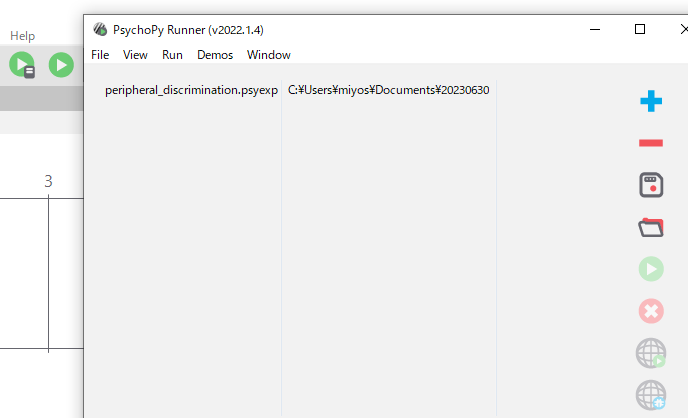 PsychoPy Runner (v2022.1.4)
Help
File View Run Demos Window
peripheral_discrimination.psyexp C:¥Users¥miyos¥Documents¥20230630
3